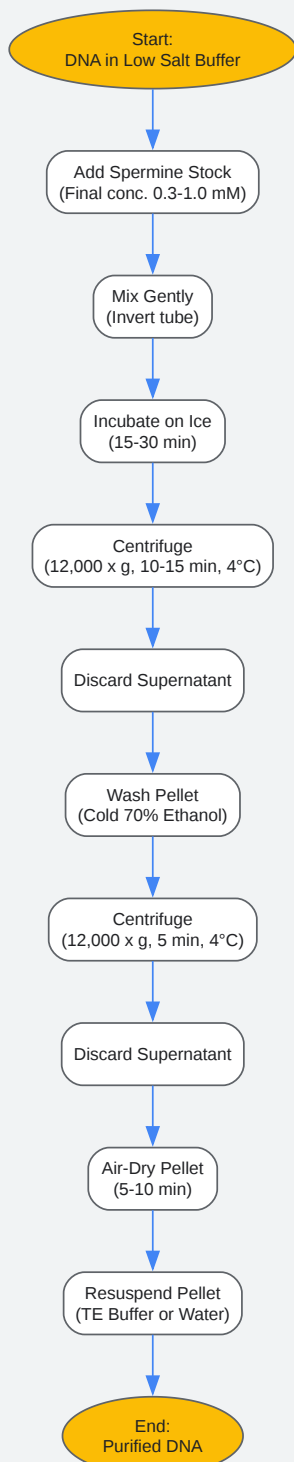 Start:
DNA in Low Salt Buffer
Add Spermine Stock
(Final conc. 0.3-1.0 mM)
Mix Gently
(Invert tube)
Incubate on Ice
(15-30 min)
Centrifuge
(12,000 x g, 10-15 min, 4°C)
Discard Supernatant
Wash Pellet
(Cold 70% Ethanol)
Centrifuge
(12,000 x g, 5 min, 4°C)
Discard Supernatant
Air-Dry Pellet
(5-10 min)
Resuspend Pellet
(TE Buffer or Water)
End:
Purified DNA